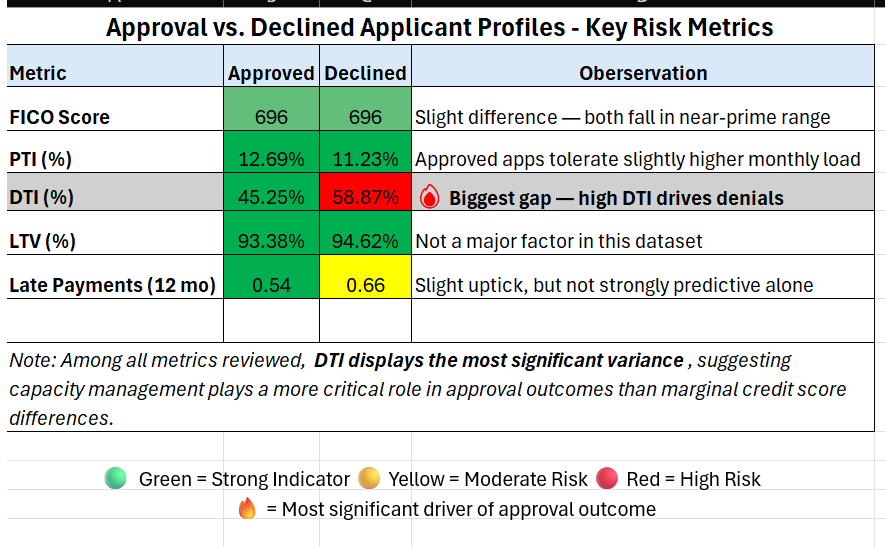 Approval vs. Declined Applicant Profiles - Key Risk Metrics
Metric Approved Declined Oberservation
FICO Score 696 696 Slight difference — both fall in near-prime range
PTI (%) 12.69% 11.23% Approved apps tolerate slightly higher monthly load
DTI (%) 45.25% 58.87% Biggest gap — high DTI drives denials
LTV (%) 93.38% 94.62% Not a major factor in this dataset
Late Payments (12 mo) 0.54 0.66 Slight uptick, but not strongly predictive alone
Note: Among all metrics reviewed, DTI displays the most significant variance , suggesting
capacity management plays a more critical role in approval outcomes than marginal credit score
differences.
Green = Strong Indicator Yellow = Moderate Risk Red = High Risk
= Most significant driver of approval outcome